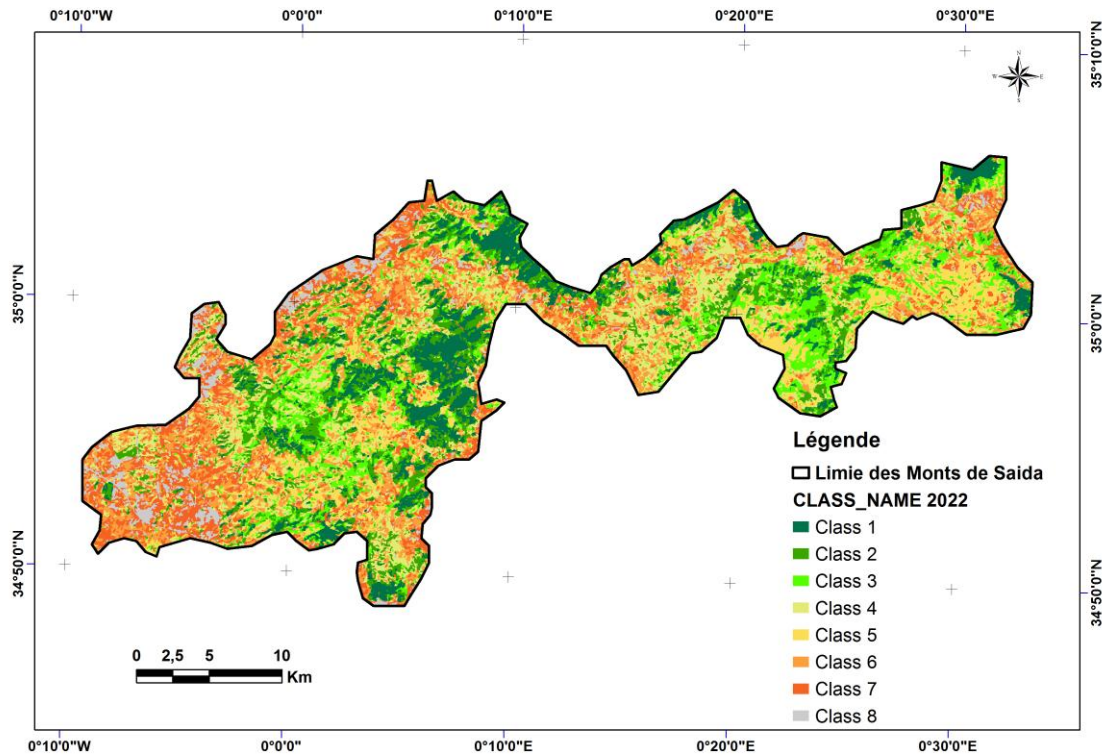 0°10'0"W 0°0'0" 0°10'0"E 0°20'0"E 0°30'0"E
35°10'0"N
N
W E
S
35°0'0"N
35°0'0"N
Légende
Limie des Monts de Saida
CLASS_NAME 2022
Class 1
Class 2
Class 3
Class 4
Class 5
Class 6
Class 7
Class 8
34°50'0"N
34°50'0"N
0 2,5 5 10
Km
0°10'0"W 0°0'0" 0°10'0"E 0°20'0"E 0°30'0"E